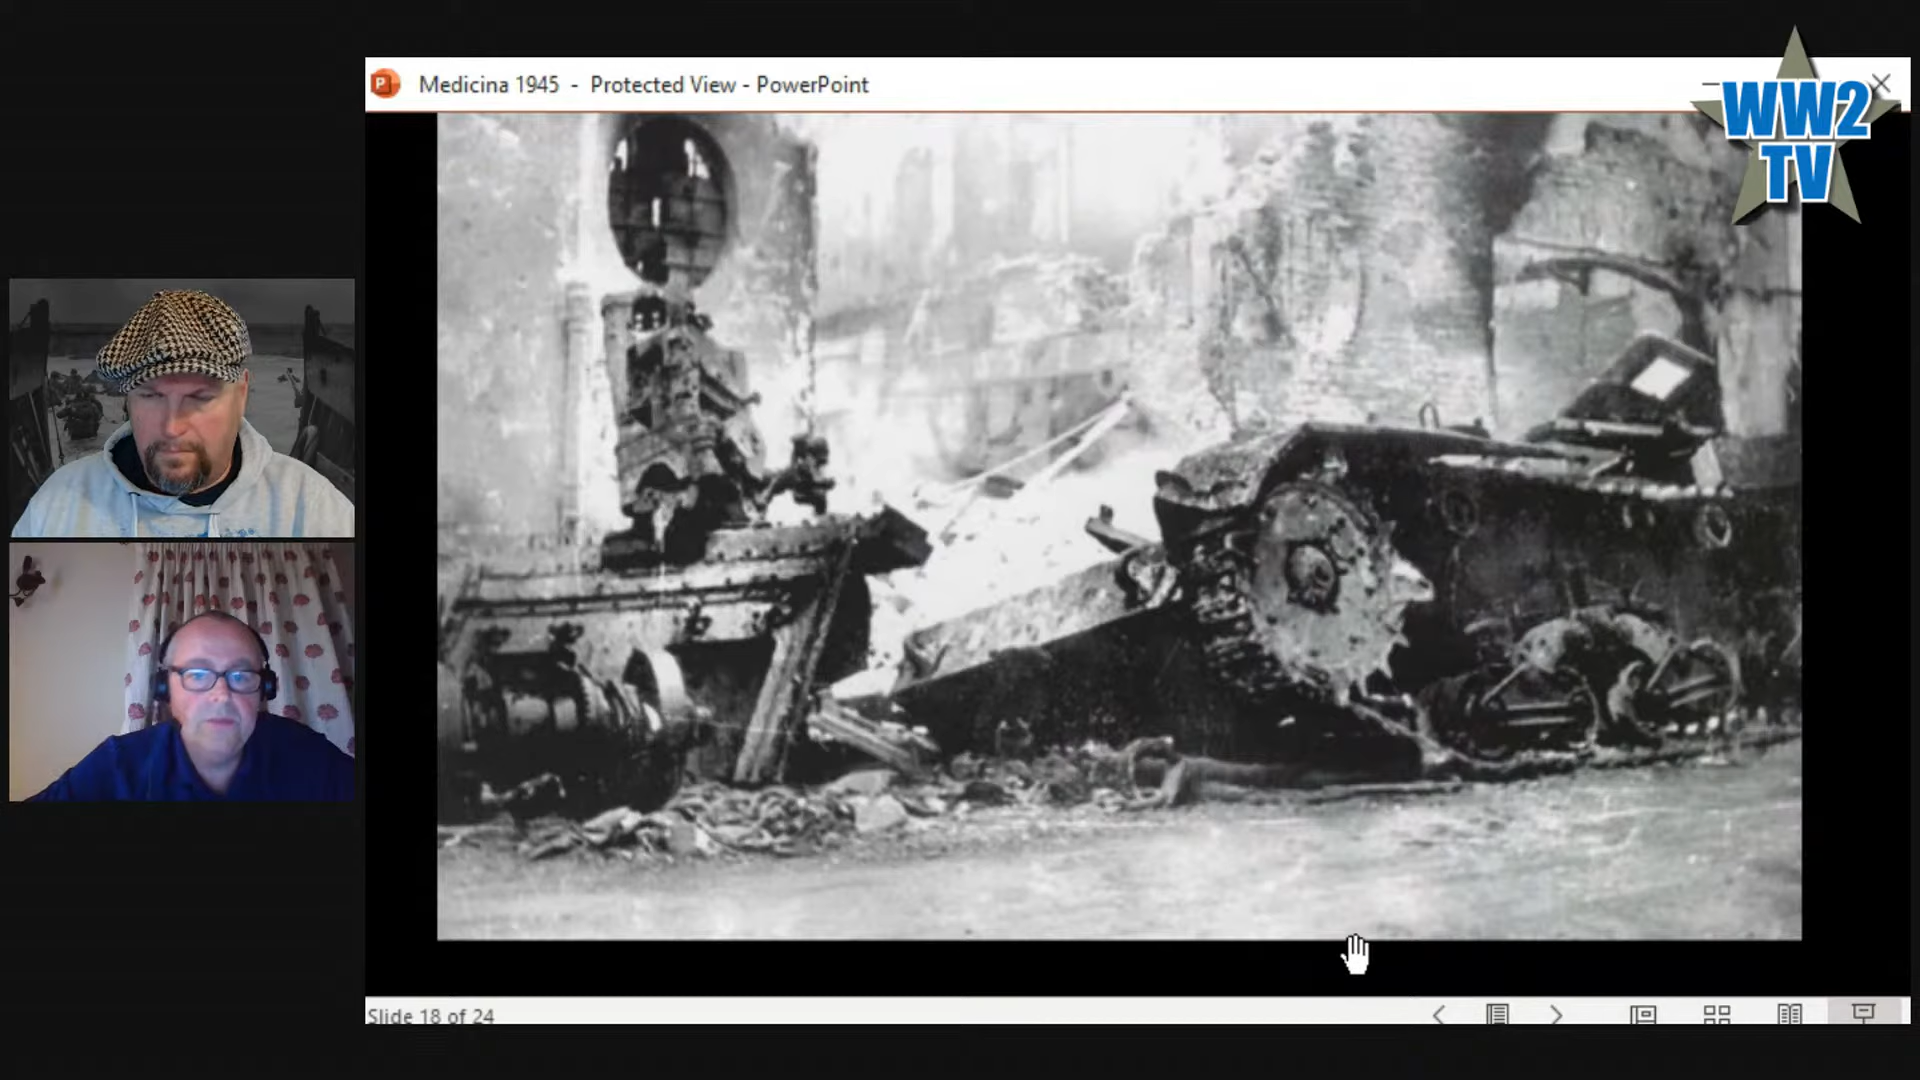 Medicina 1945 - Protected View - PowerPoint
WW2
TV
Slide 18 of 24